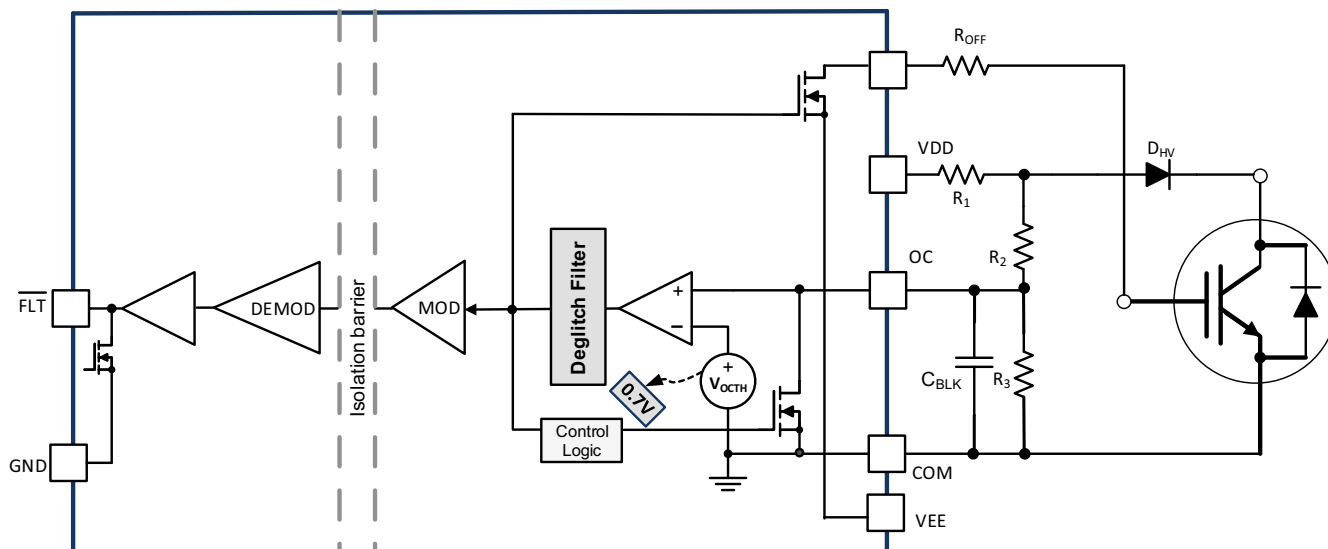 R_OFF
VDD
D_HV
R_1
OC
R_2
Deglitch Filter
+
−
FLT
DEMOD
Isolation barrier
MOD
+
V_OCTH
0.7V
C_BLK
R_3
Control
Logic
GND
COM
VEE